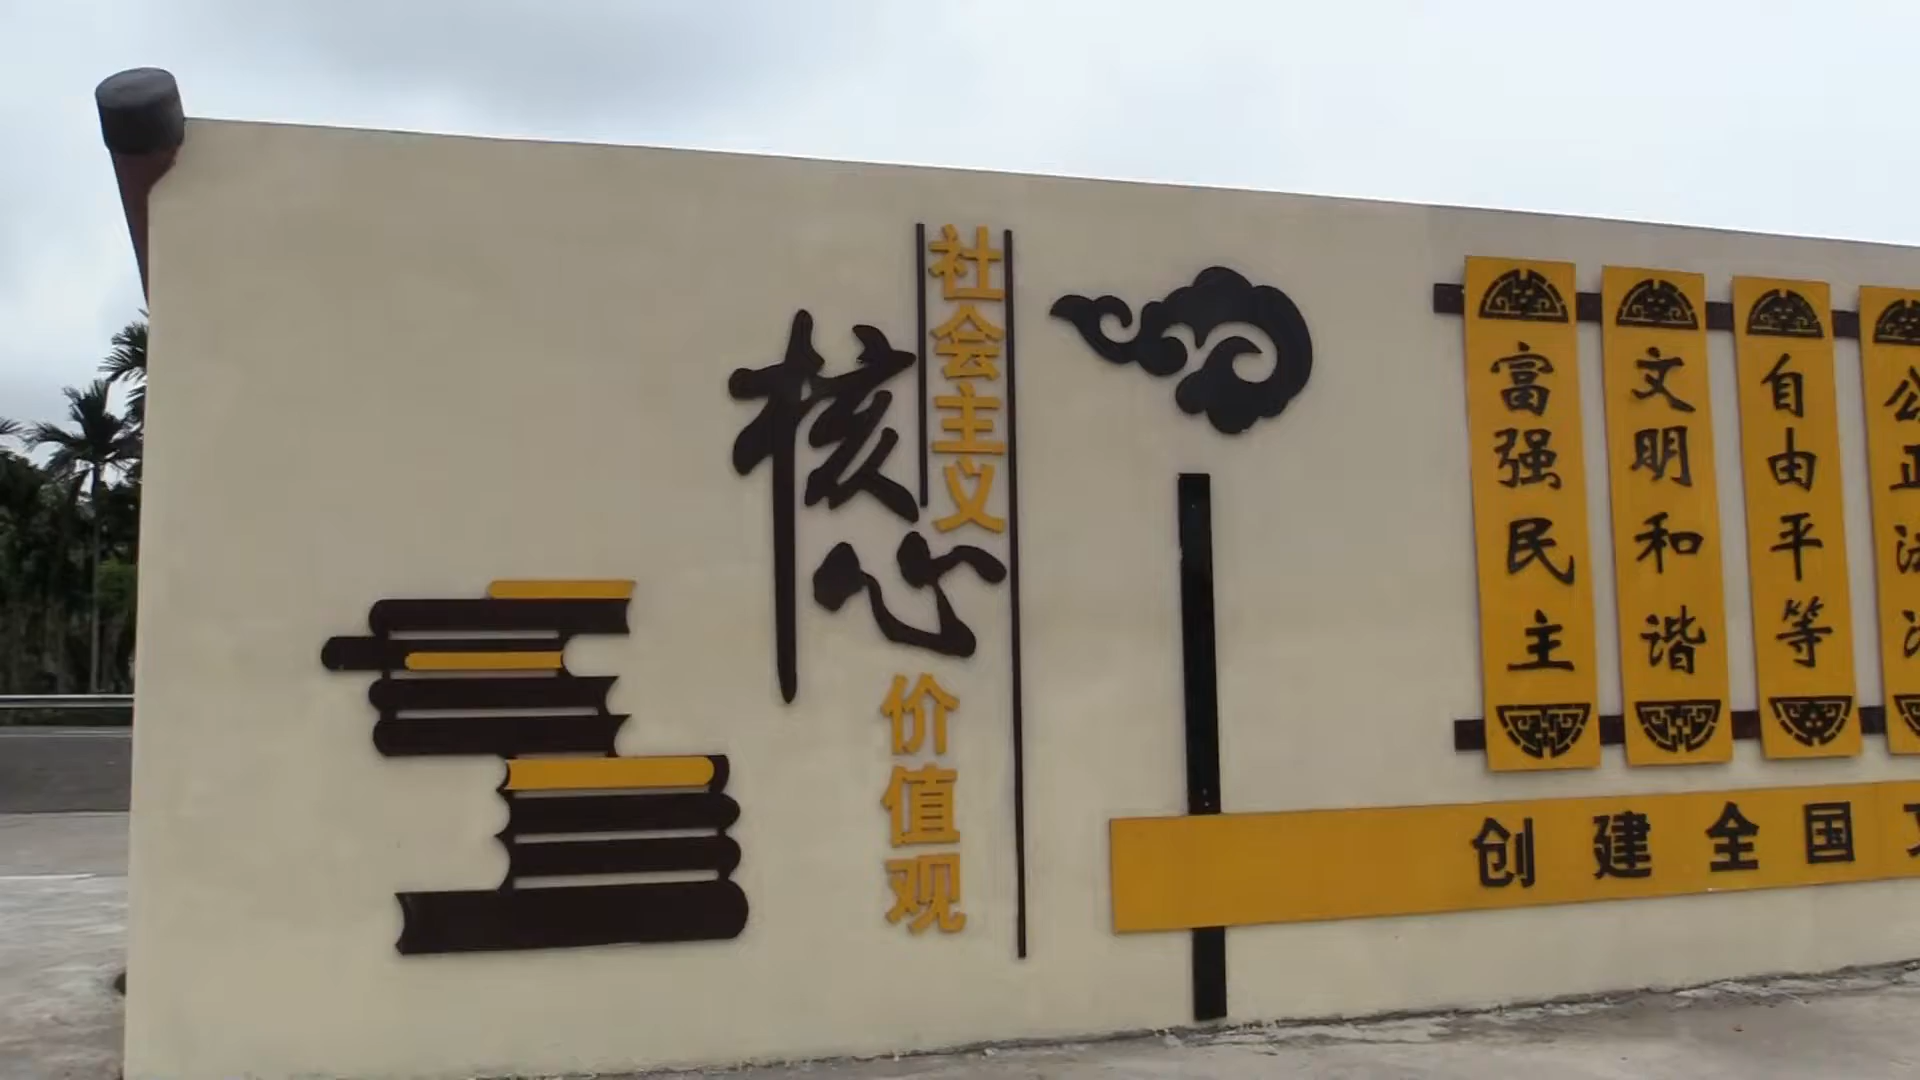 社会主义
核心
价值观
富强民主
文明和谐
自由平等
公正法
创建全国